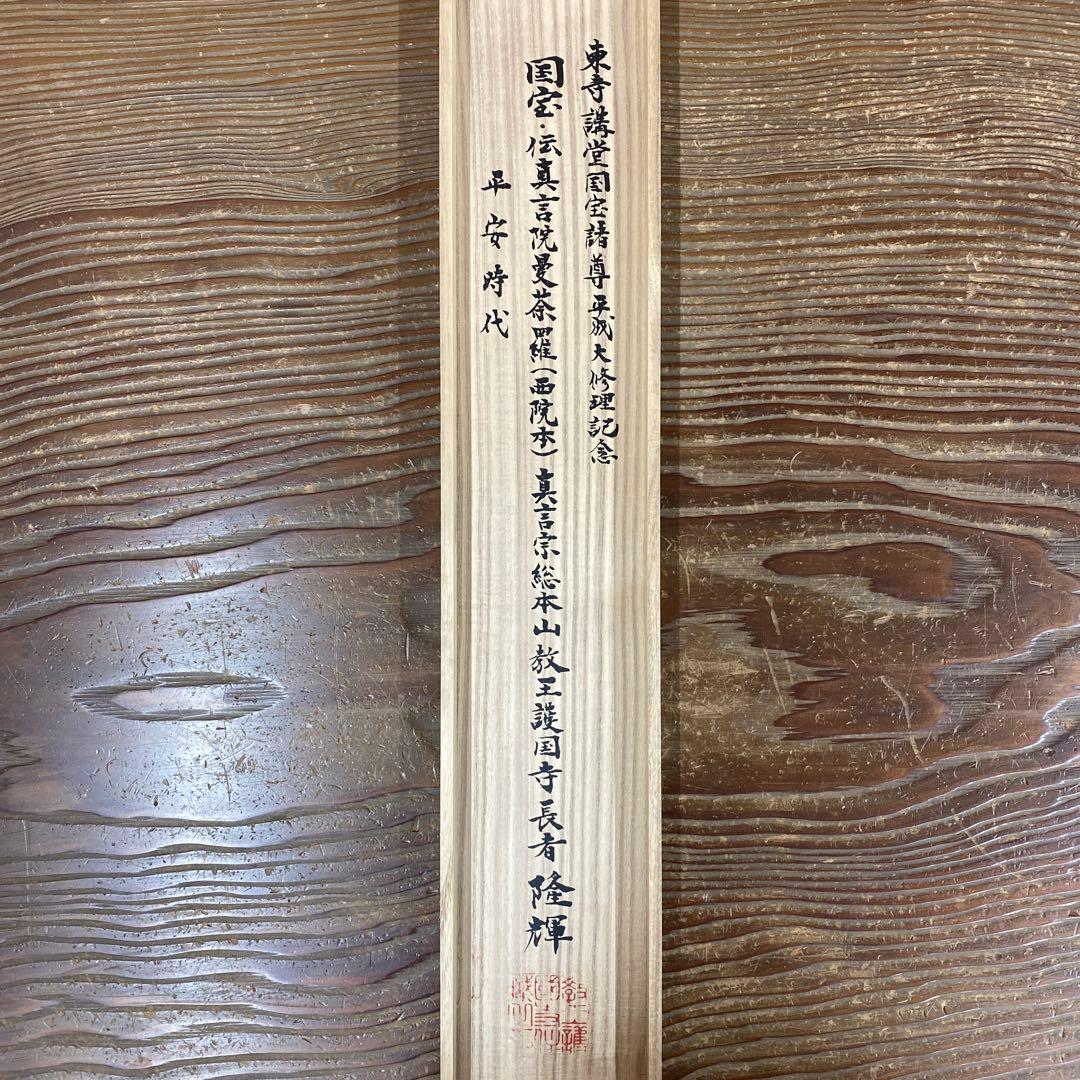 東寺講堂国宝諸尊平成大修理記念
国宝・伝真言院曼荼羅(西院本)真言宗総本山教王護国寺長者隆輝
平安時代